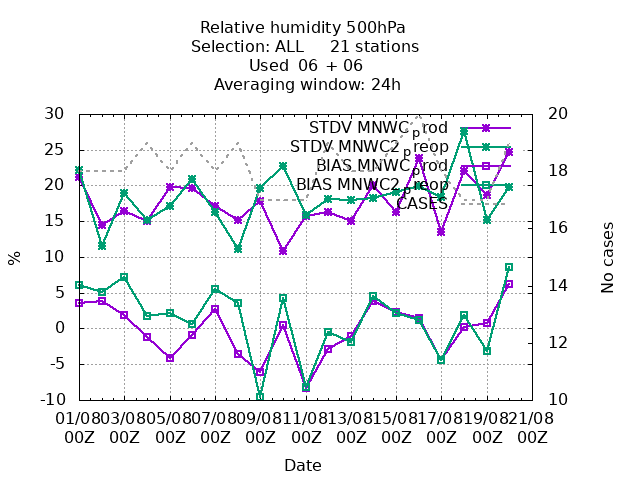 Relative humidity 500hPa
Selection: ALL 21 stations
Used 06 + 06
Averaging window: 24h
30 20
STDV MNWC_prod
25
STDV MNWC2_preop
BIAS MNWC_prod 18
20 BIAS MNWC2_preop
CASES
15 16
10
5 14
0
-5 12
-10 10
01/08 03/08 05/08 07/08 09/08 11/08 13/08 15/08 17/08 19/08 21/08
00Z 00Z 00Z 00Z 00Z 00Z 00Z 00Z 00Z 00Z 00Z
Date
%
No cases